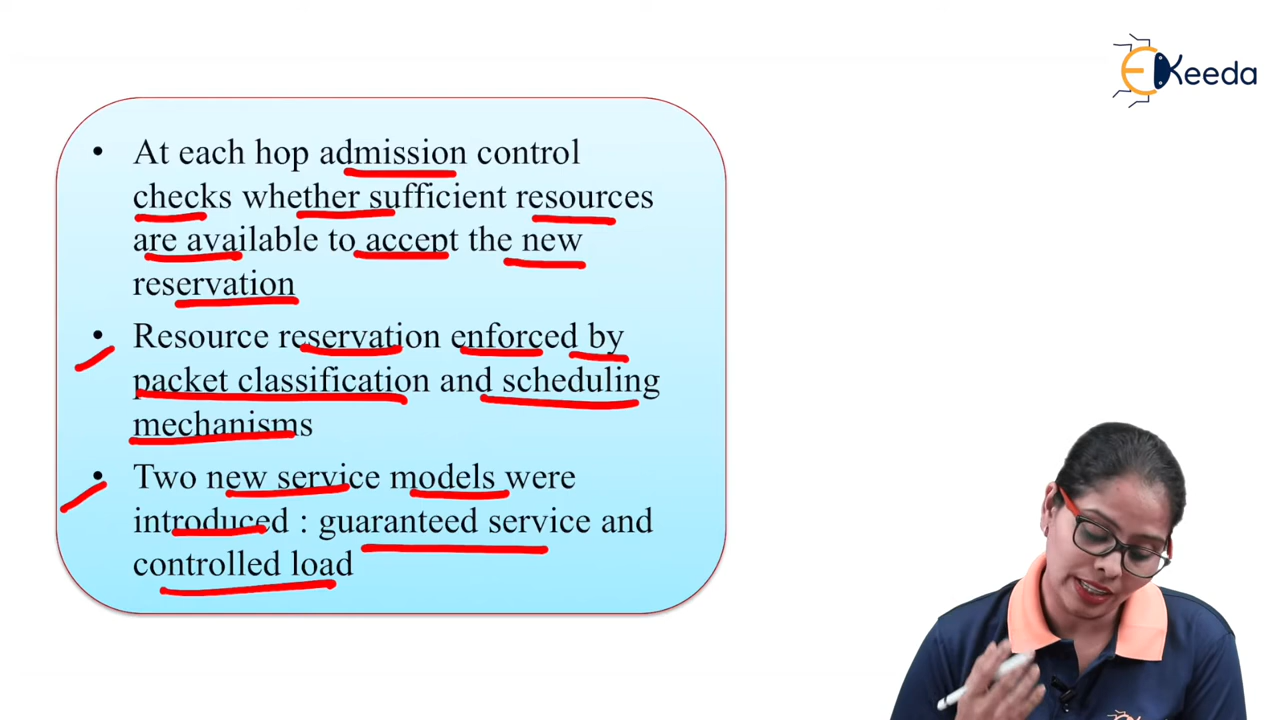 EKeeda
• At each hop admission control
checks whether sufficient resources
are available to accept the new
reservation
• Resource reservation enforced by
packet classification and scheduling
mechanisms
• Two new service models were
introduced : guaranteed service and
controlled load